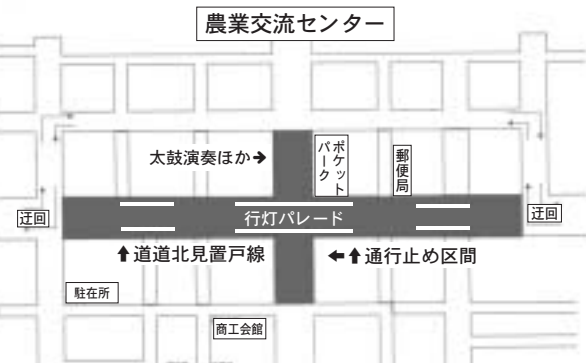 農業交流センター
太鼓演奏ほか➔
ポケット
パーク
郵便局
迂回
行灯パレード
迂回
⬆道道北見置戸線
⬅⬆通行止め区間
駐在所
商工会館